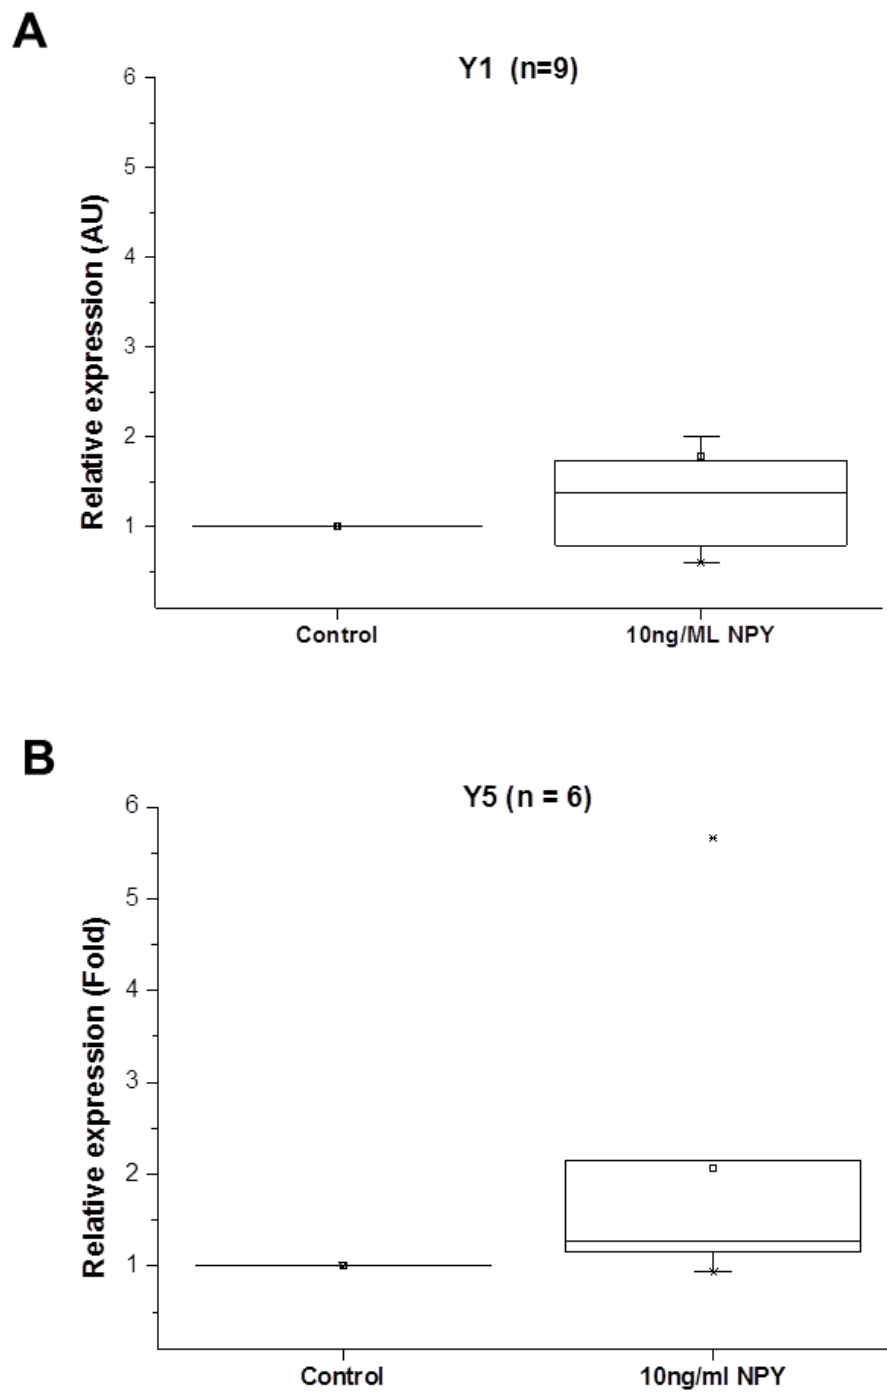 A
Y1 (n=9)
Relative expression (AU)
6
5
4
3
2
1
Control
10ng/ML NPY
B
Y5 (n = 6)
Relative expression (Fold)
6
5
4
3
2
1
Control
10ng/ml NPY